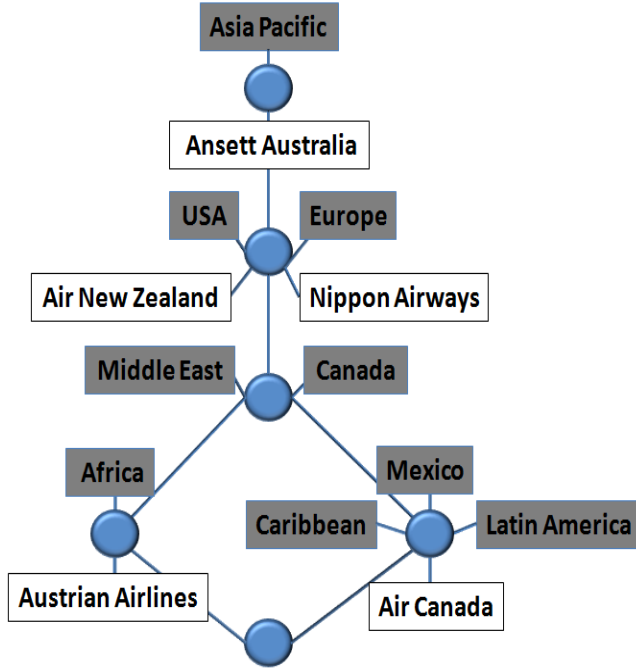 Asia Pacific
Ansett Australia
USA
Europe
Air New Zealand
Nippon Airways
Middle East
Canada
Africa
Mexico
Caribbean
Latin America
Austrian Airlines
Air Canada